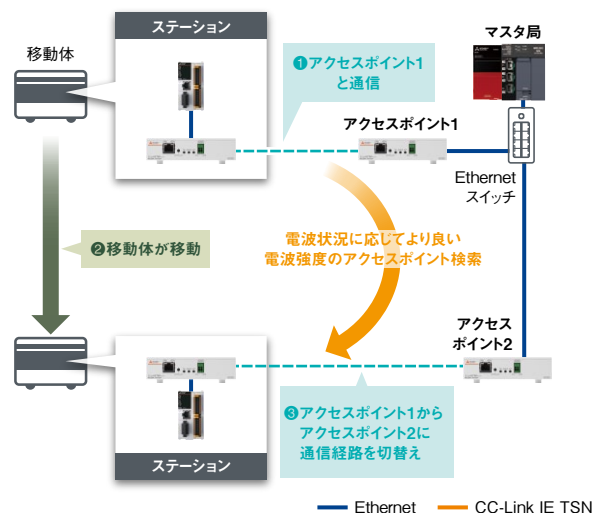 ステーション
移動体
マスタ局
❶アクセスポイント1
と通信
アクセスポイント1
Ethernet
スイッチ
電波状況に応じてより良い
電波強度のアクセスポイント検索
❷移動体が移動
アクセス
ポイント2
❸アクセスポイント1から
アクセスポイント2に
通信経路を切替え
ステーション
Ethernet
CC-Link IE TSN